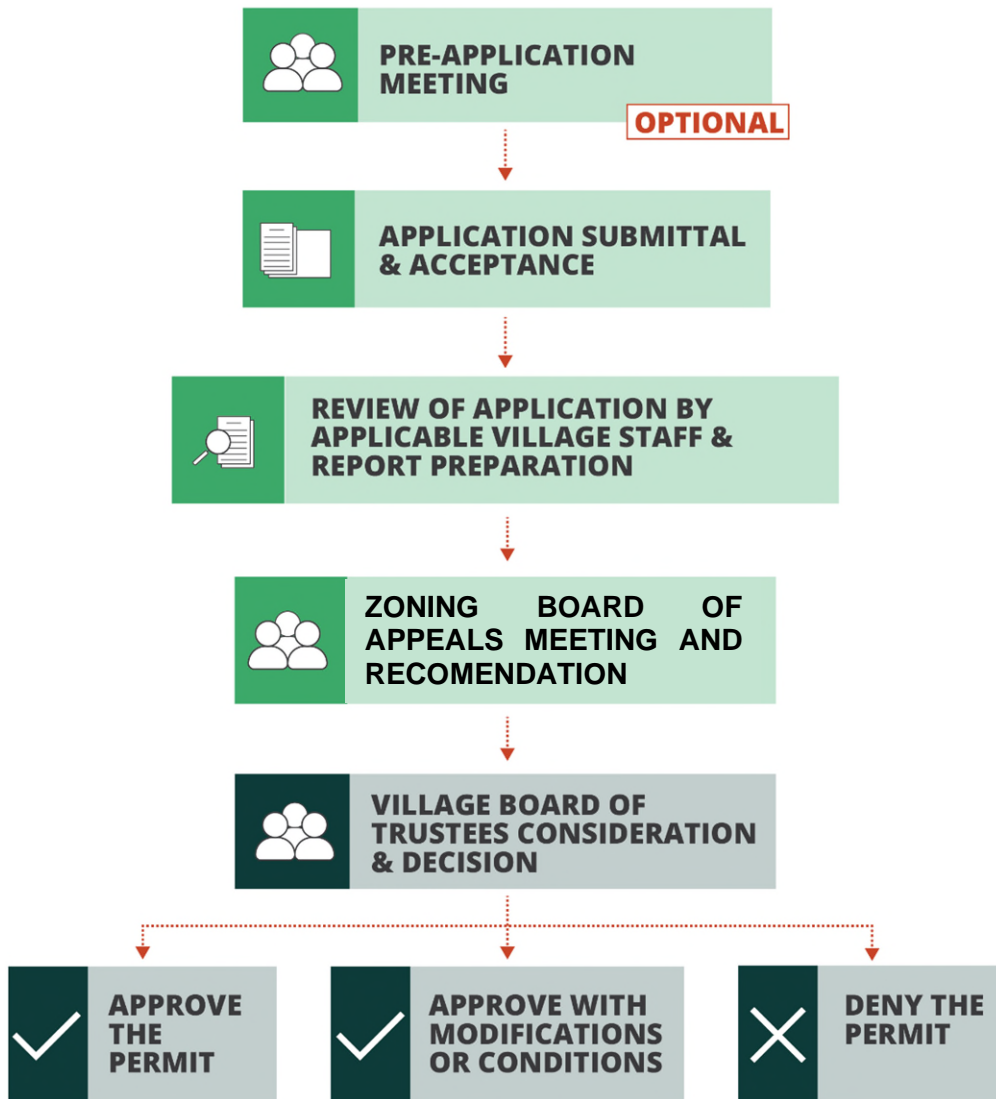 PRE-APPLICATION
MEETING
OPTIONAL
APPLICATION SUBMITTAL
& ACCEPTANCE
REVIEW OF APPLICATION BY
APPLICABLE VILLAGE STAFF &
REPORT PREPARATION
ZONING BOARD OF
APPEALS MEETING AND
RECOMENDATION
VILLAGE BOARD OF
TRUSTEES CONSIDERATION
& DECISION
APPROVE
THE
PERMIT
APPROVE WITH
MODIFICATIONS
OR CONDITIONS
DENY THE
PERMIT